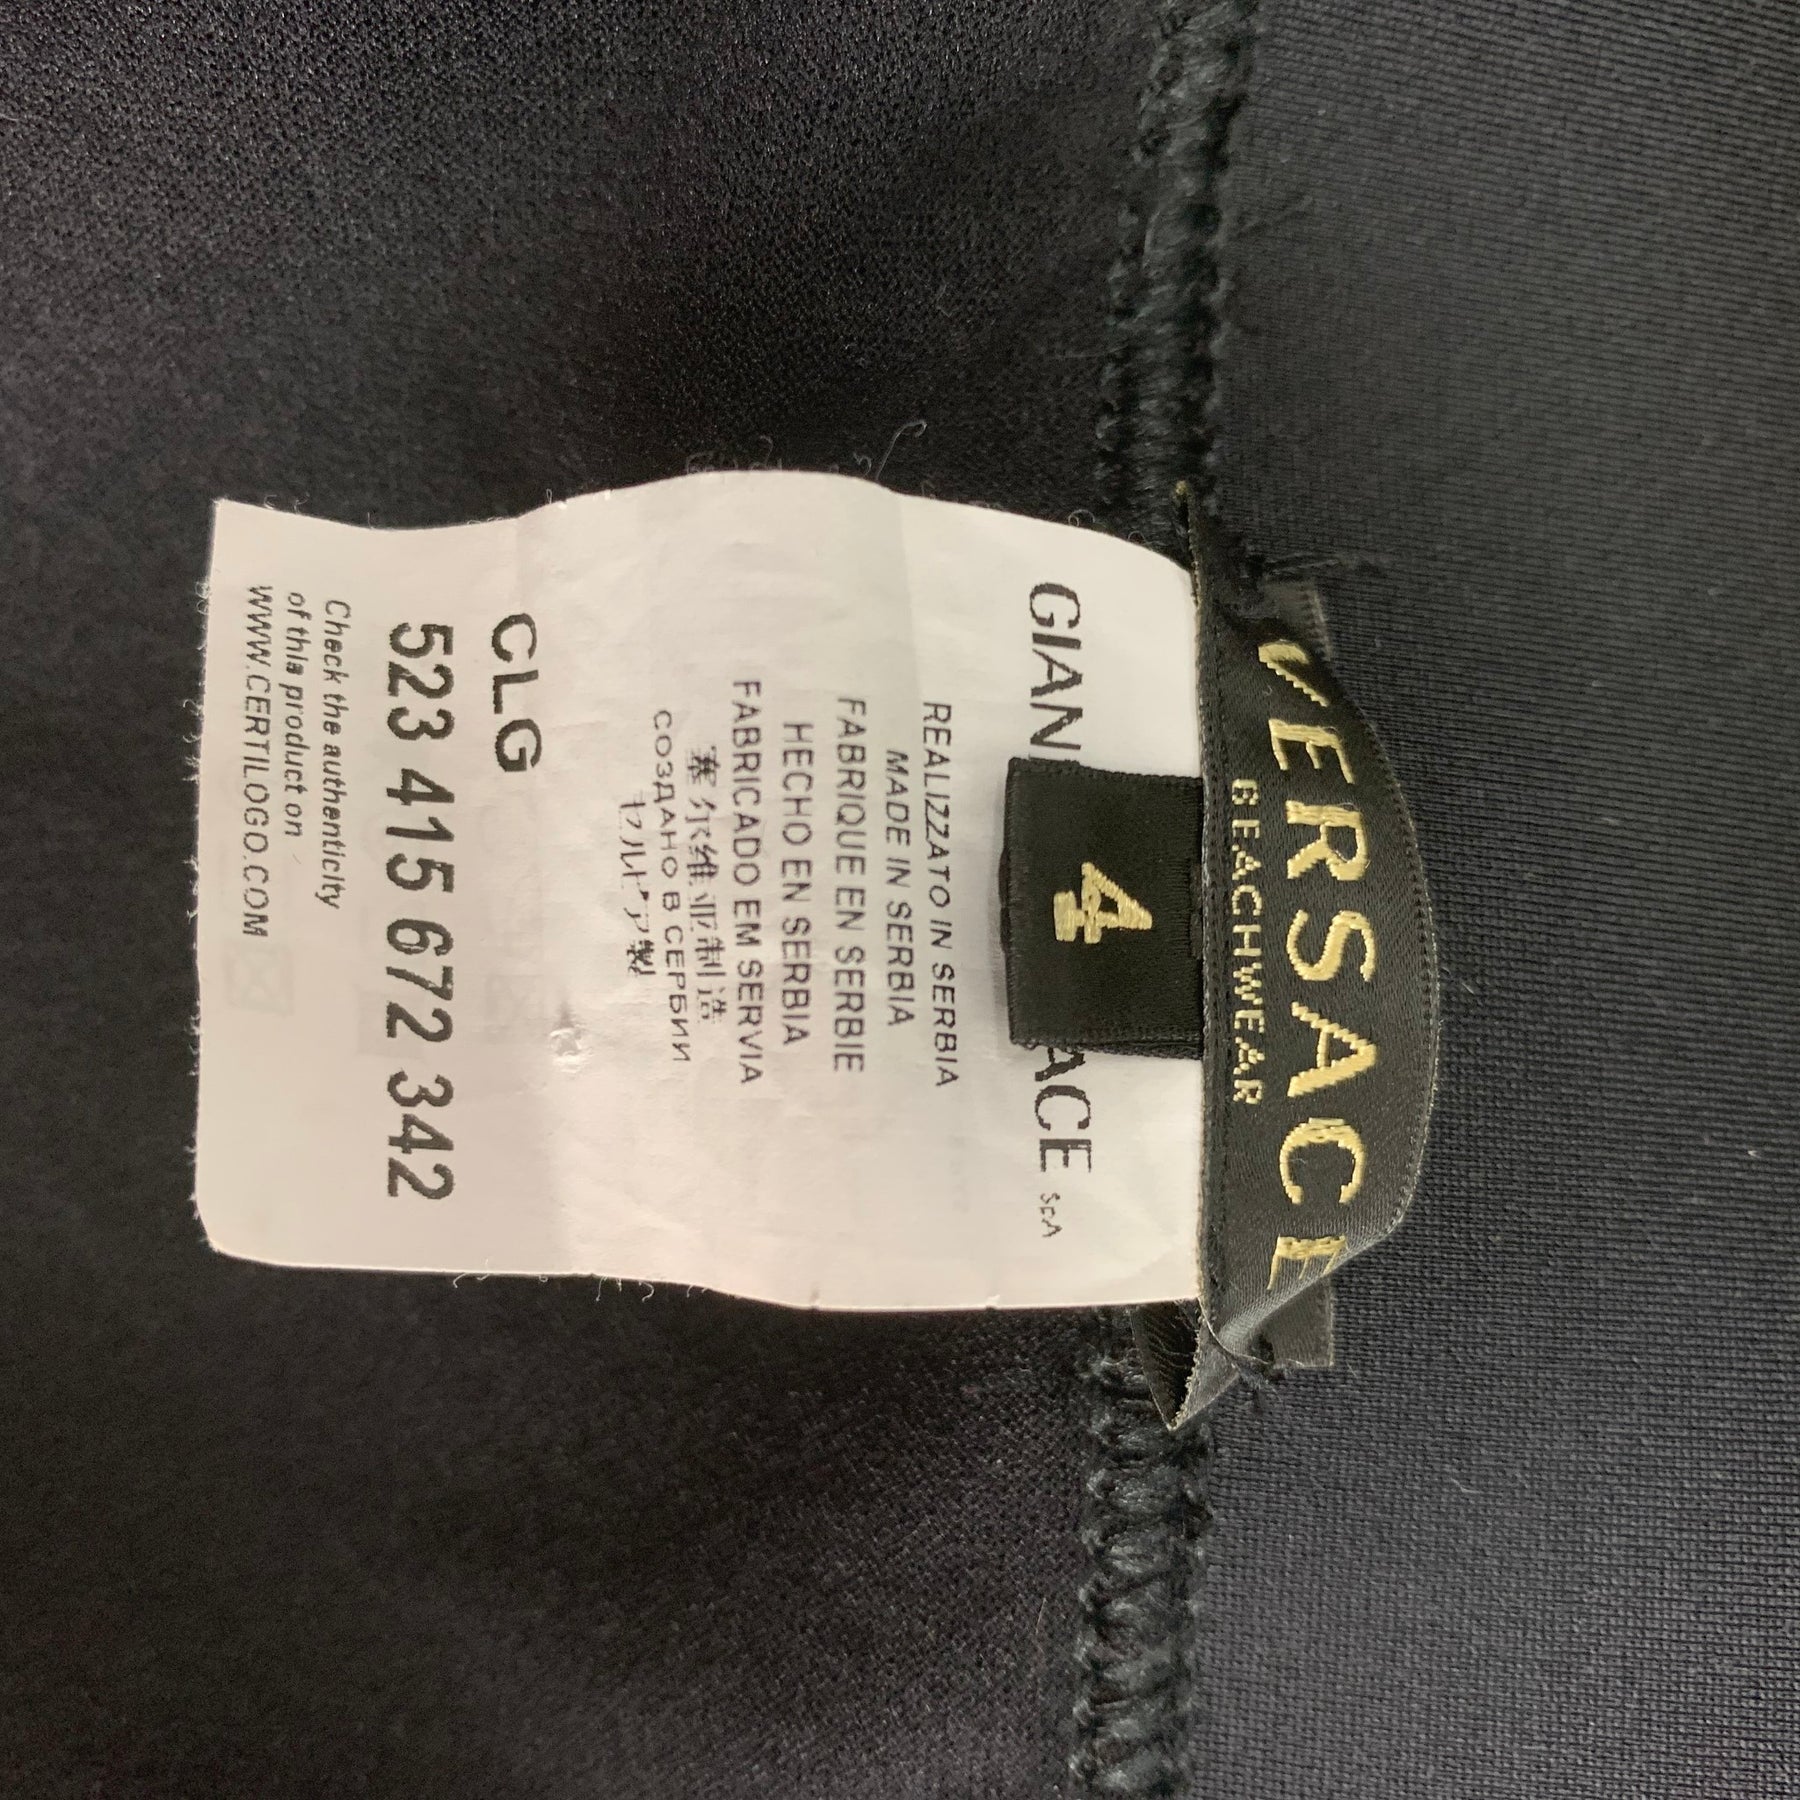 VERSACE
BEACHWEAR
4
GIAN ACE SpA
REALIZZATO IN SERBIA
MADE IN SERBIA
FABRIQUE EN SERBIE
HECHO EN SERBIA
FABRICADO EM SERVIA
塞尔维亚制造
СОЗДАНО В СЕРБИИ
セルビア製
CLG
523 415 672 342
Check the authenticity
of this product on
WWW.CERTILOGO.COM